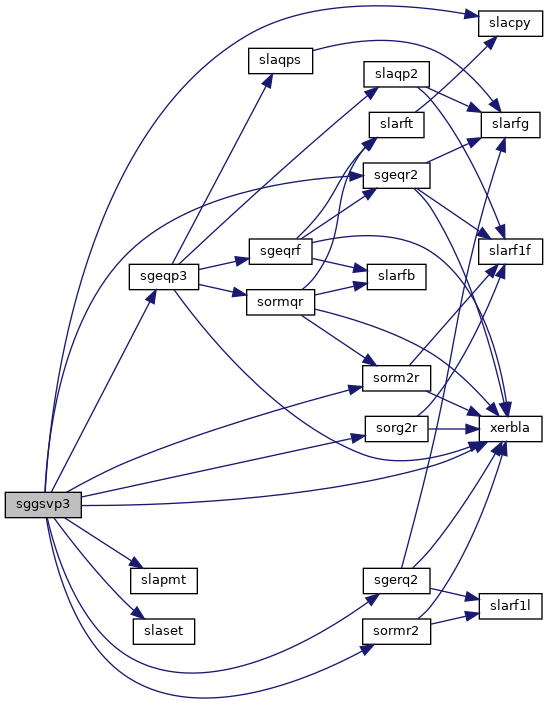 slacpy
slaqps
slaqp2
slarft
slarfg
sgeqr2
sgeqrf
slarf1f
sgeqp3
slarfb
sormqr
sorm2r
sorg2r
xerbla
sggsvp3
slapmt
sgerq2
slarf1l
slaset
sormr2